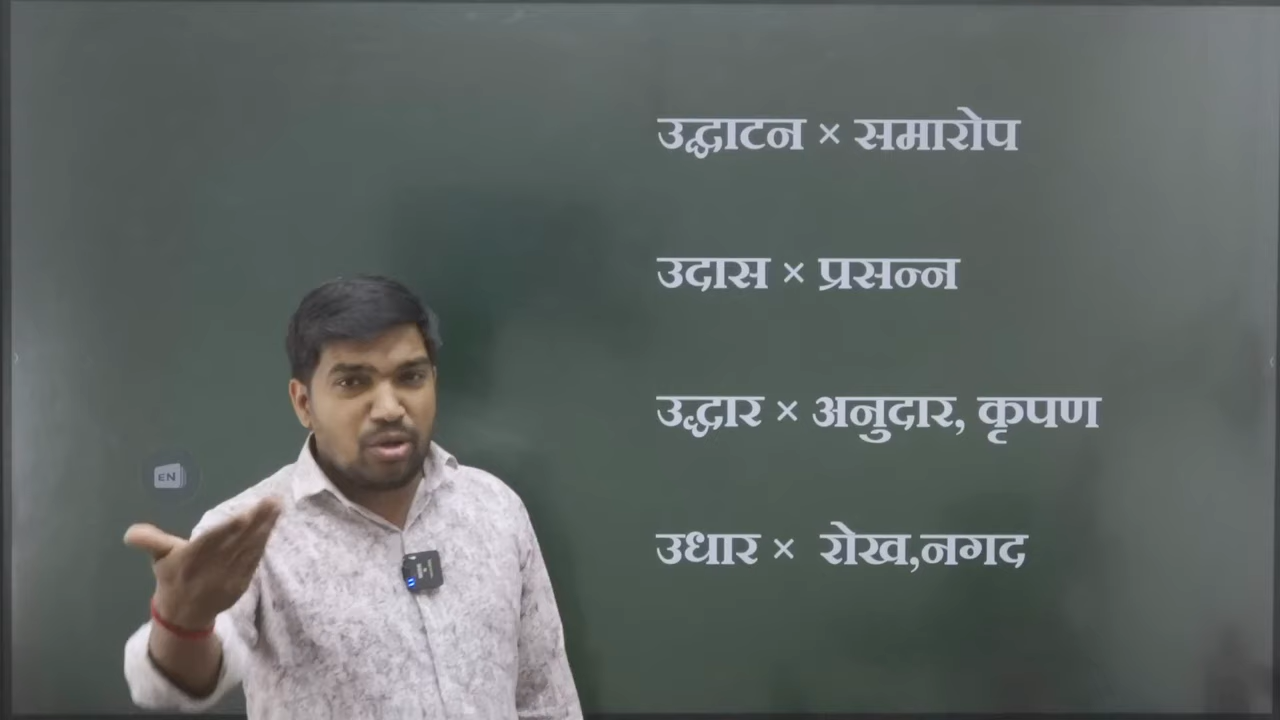 उद्घाटन × समारोप
उदास × प्रसन्न
उद्धार × अनुदार, कृपण
EN
उधार × रोख,नगद